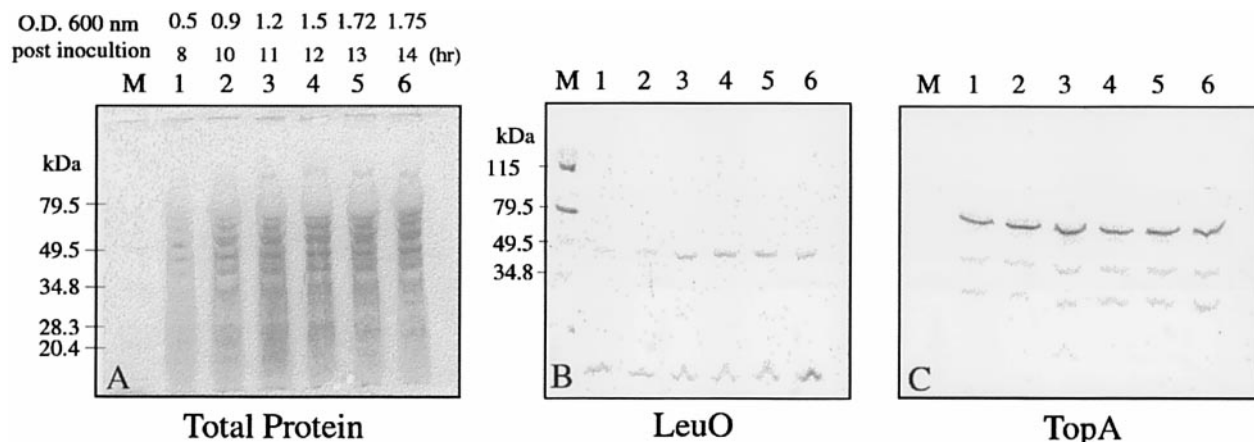 O.D. 600 nm 0.5 0.9 1.2 1.5 1.72 1.75
post inocultion 8 10 11 12 13 14 (hr)
M 1 2 3 4 5 6
kDa
79.5
49.5
34.8
28.3
20.4
A
Total Protein
M 1 2 3 4 5 6
kDa
115
79.5
49.5
34.8
B
LeuO
M 1 2 3 4 5 6
C
TopA